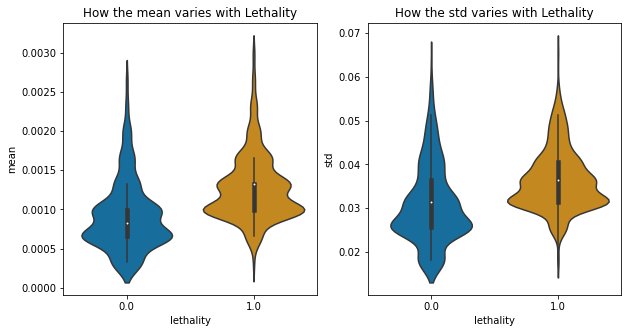 How the mean varies with Lethality
0.0030
0.0025
0.0020
0.0015
0.0010
0.0005
0.0000
mean
0.0
1.0
lethality
How the std varies with Lethality
0.07
0.06
0.05
0.04
0.03
0.02
std
0.0
1.0
lethality